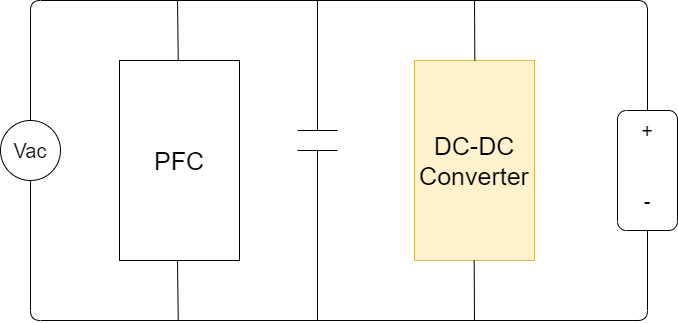 Vac
PFC
DC-DC
Converter
+
-